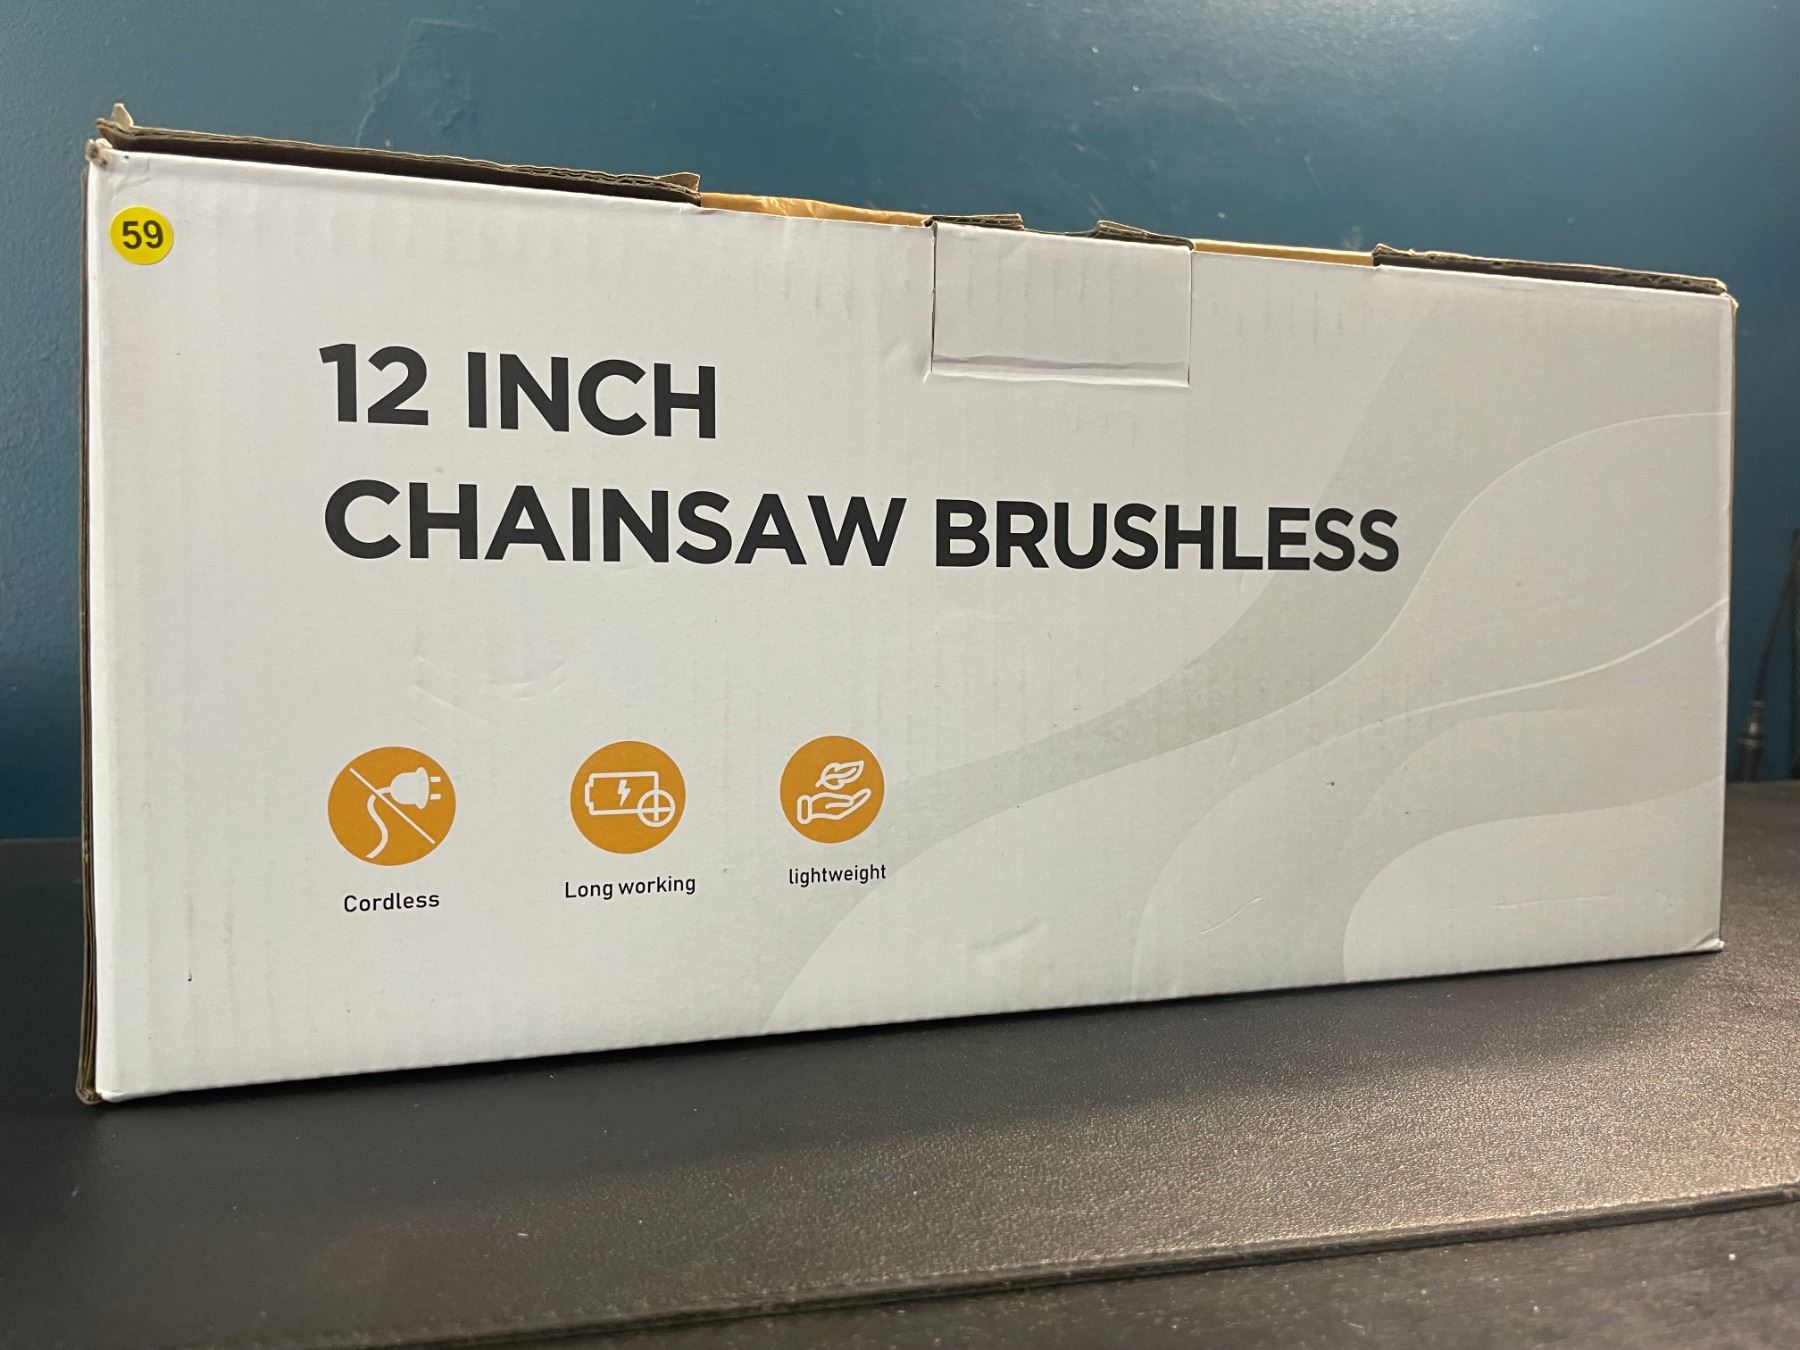 59
12 INCH
CHAINSAW BRUSHLESS
Cordless
Long working
lightweight